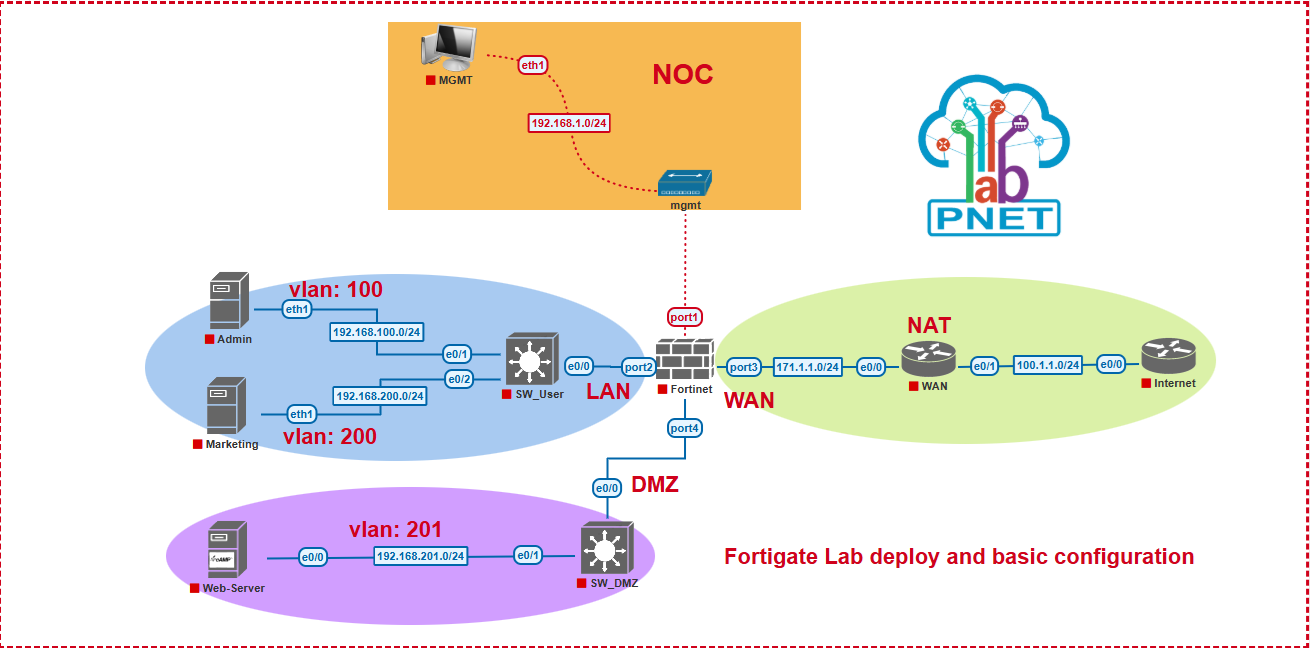 NOC
eth1
MGMT
192.168.1.0/24
mgmt
lab
PNET
port1
vlan: 100
Admin
eth1
192.168.100.0/24
e0/1
e0/2
192.168.200.0/24
eth1
Marketing
vlan: 200
SW_User
e0/0
LAN
port2
Fortinet
port3
WAN
171.1.1.0/24
e0/0
NAT
WAN
e0/1
100.1.1.0/24
e0/0
Internet
port4
DMZ
e0/0
vlan: 201
Web-Server
e0/0
192.168.201.0/24
e0/1
SW_DMZ
Fortigate Lab deploy and basic configuration